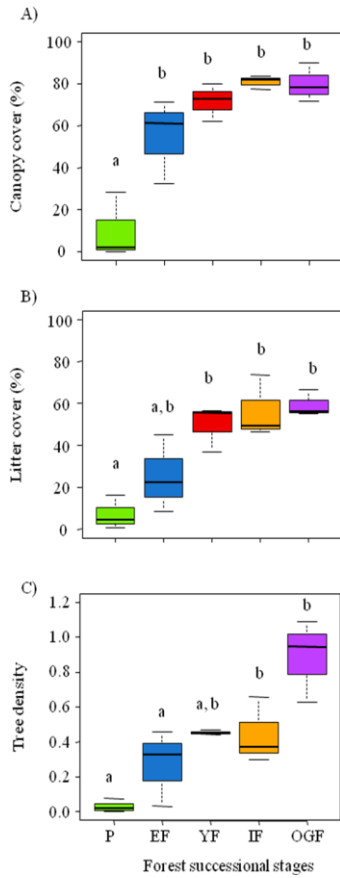 A)
Canopy cover (%)
100
80
60
40
20
0
a
b
b
b
b
B)
Litter cover (%)
100
80
60
40
20
0
a
a, b
b
b
b
C)
Tree density
1.2
1.0
0.8
0.6
0.4
0.2
0.0
a
a
a, b
b
b
P
EF
YF
IF
OGF
Forest successional stages